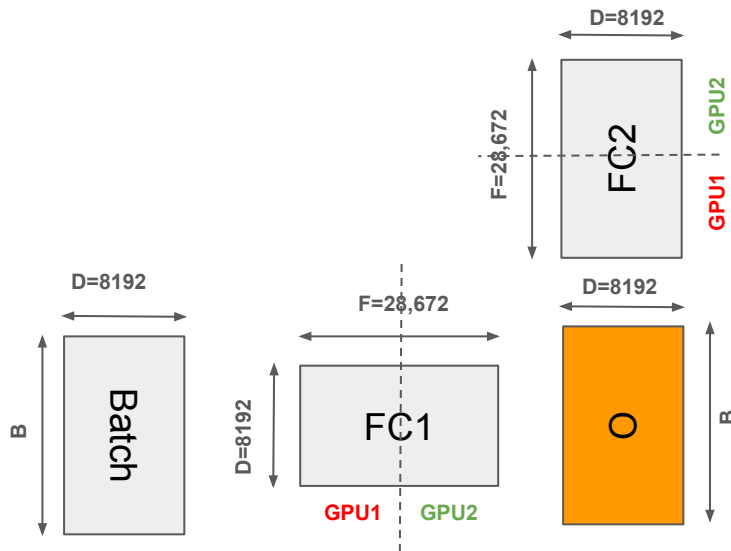 D=8192
F=28,672
FC2
GPU2
GPU1
D=8192
B
Batch
F=28,672
D=8192
FC1
GPU1
GPU2
D=8192
O
B